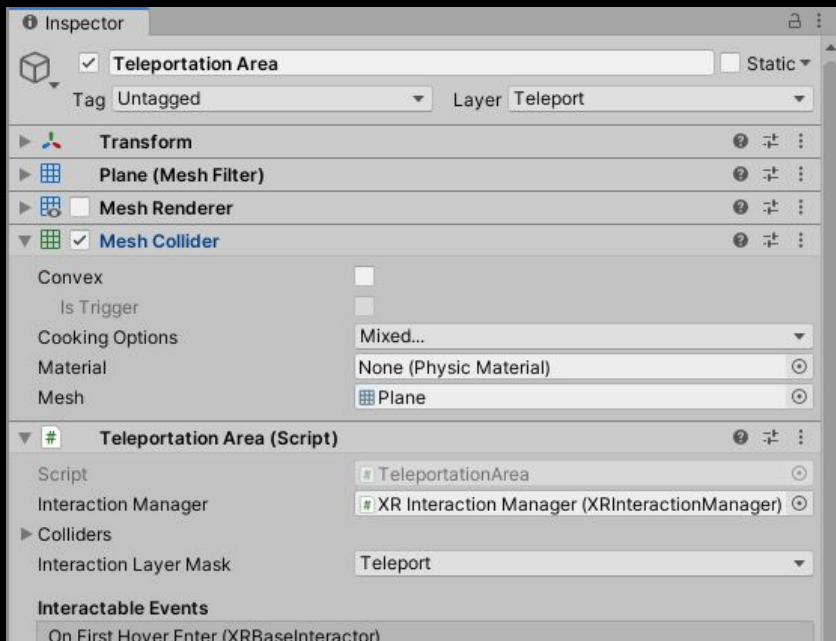 Inspector
Teleportation Area Static
Tag Untagged Layer Teleport
Transform
Plane (Mesh Filter)
Mesh Renderer
Mesh Collider
Convex
Is Trigger
Cooking Options Mixed...
Material None (Physic Material)
Mesh Plane
# Teleportation Area (Script)
Script # TeleportationArea
Interaction Manager # XR Interaction Manager (XRInteractionManager)
Colliders
Interaction Layer Mask Teleport
Interactable Events
On First Hover Enter (XRBaseInteractor)